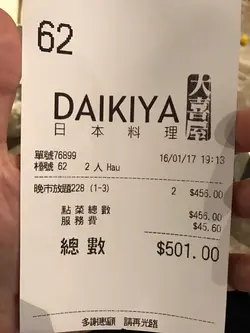 62
DAIKIYA 大喜屋
日本料理
單號76899
檯號 62 2 人 Hau 16/01/17 19:13
晚市放題228 (1-3) 2 $456.00
點菜總數 $456.00
服務費 $45.60
總數 $501.00
多謝惠顧 請再光臨